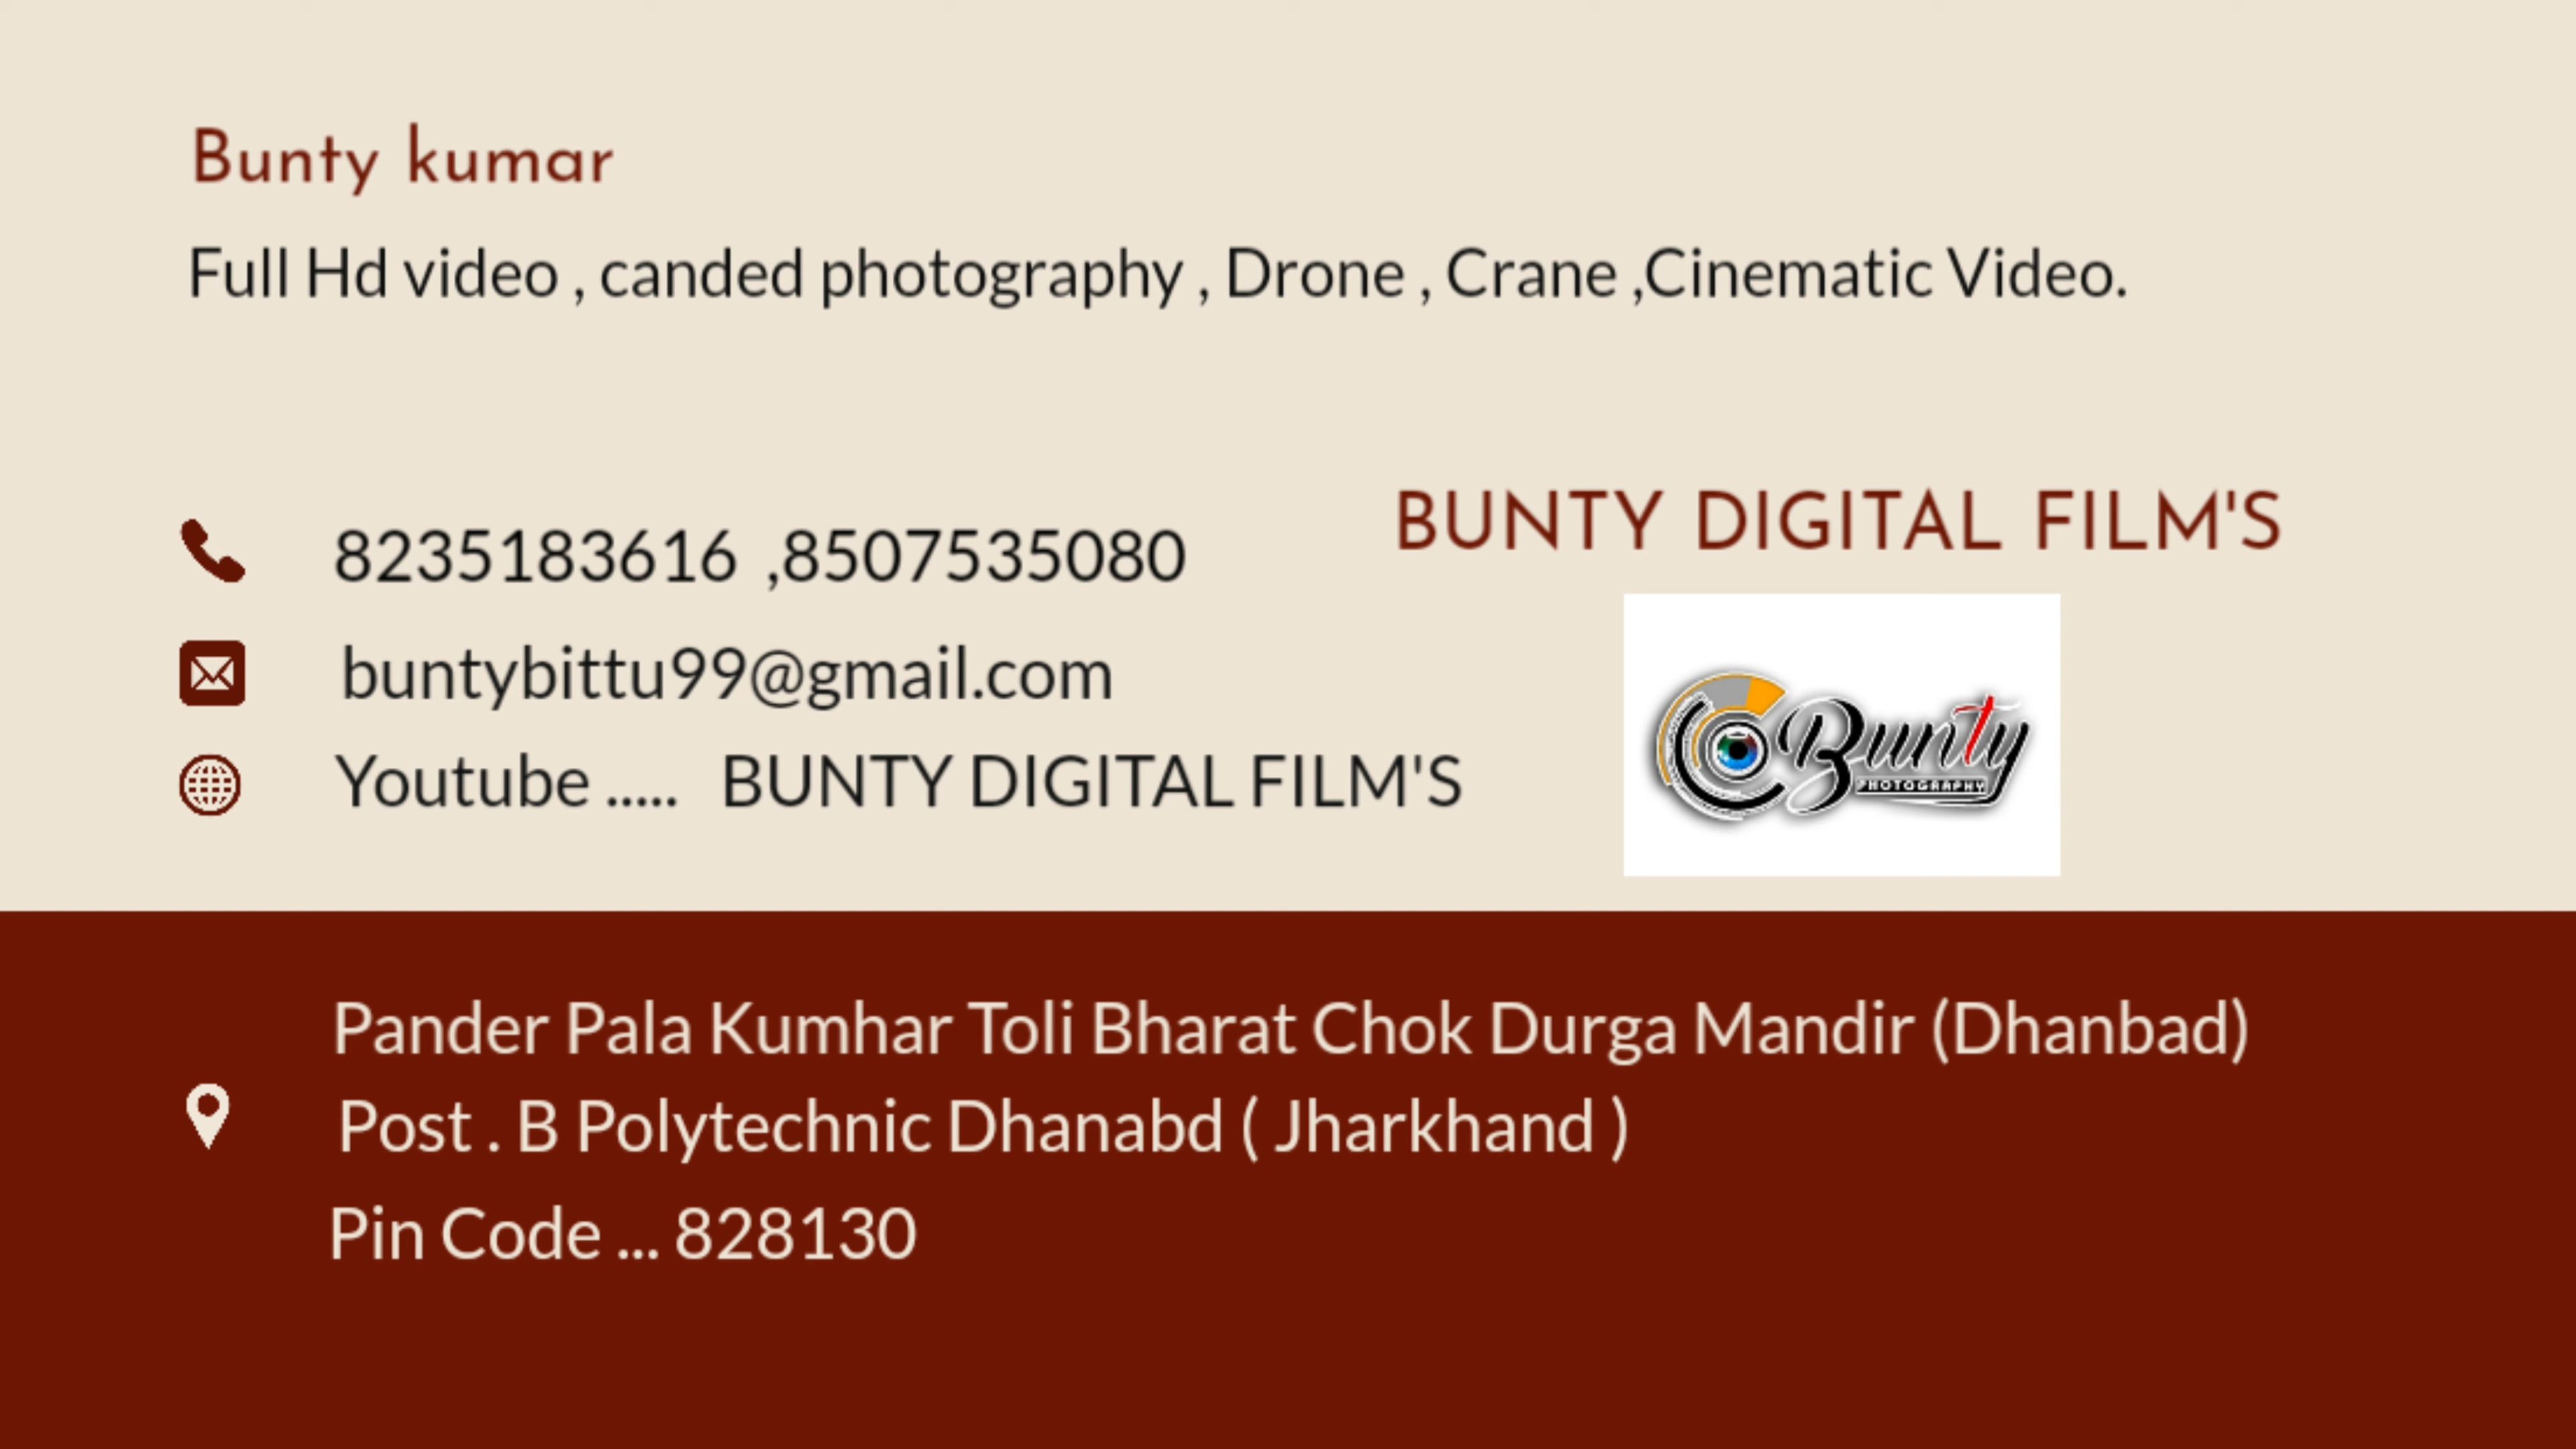 Bunty kumar
Full Hd video , canded photography , Drone , Crane ,Cinematic Video.
8235183616 ,8507535080
buntybittu99@gmail.com
Youtube ..... BUNTY DIGITAL FILM'S
BUNTY DIGITAL FILM'S
Bunty
PHOTOGRAPHY
Pander Pala Kumhar Toli Bharat Chok Durga Mandir (Dhanbad)
Post . B Polytechnic Dhanabd ( Jharkhand )
Pin Code ... 828130